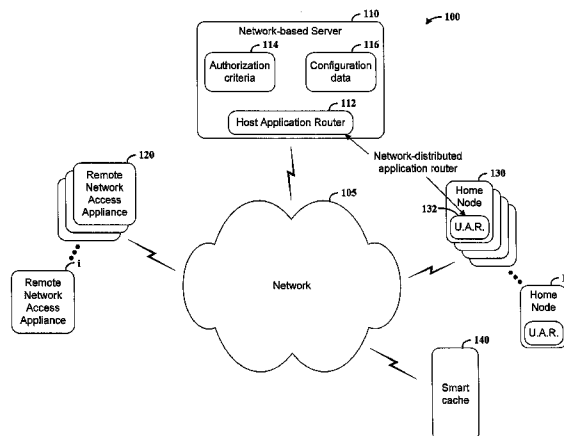 110
Network-based Server
100
114
116
Authorization
criteria
Configuration
data
112
Host Application Router
Network-distributed
application router
120
Remote
Network
Access
Appliance
105
130
Home
Node
132
U.A.R.
i
Remote
Network
Access
Appliance
Network
Home
Node
U.A.R.
140
Smart
cache